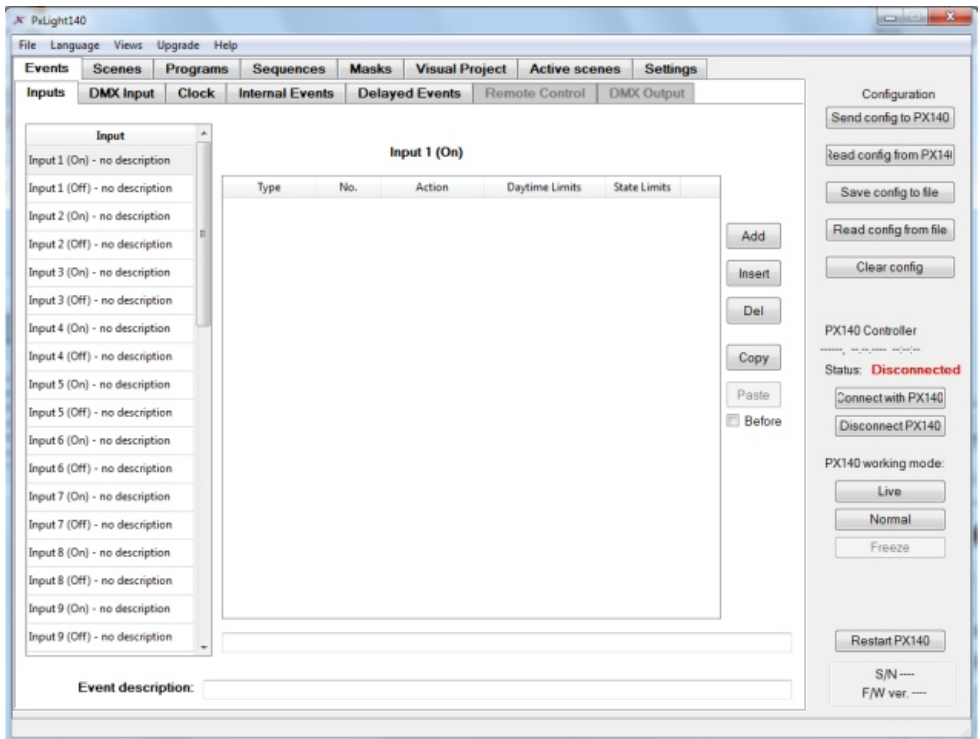 PxLight140
File Language Views Upgrade Help
Events Scenes Programs Sequences Masks Visual Project Active scenes Settings
Inputs DMX Input Clock Internal Events Delayed Events Remote Control DMX Output
Input
Input 1 (On) - no description
Input 1 (Off) - no description
Input 2 (On) - no description
Input 2 (Off) - no description
Input 3 (On) - no description
Input 3 (Off) - no description
Input 4 (On) - no description
Input 4 (Off) - no description
Input 5 (On) - no description
Input 5 (Off) - no description
Input 6 (On) - no description
Input 6 (Off) - no description
Input 7 (On) - no description
Input 7 (Off) - no description
Input 8 (On) - no description
Input 8 (Off) - no description
Input 9 (On) - no description
Input 9 (Off) - no description
Input 1 (On)
Type No. Action Daytime Limits State Limits
Add
Insert
Del
Copy
Paste
Before
Event description:
Configuration
Send config to PX140
Read config from PX14
Save config to file
Read config from file
Clear config
PX140 Controller
------, --.--.---- --:--:--
Status: Disconnected
Connect with PX140
Disconnect PX140
PX140 working mode:
Live
Normal
Freeze
Restart PX140
S/N ----
F/W ver. ----